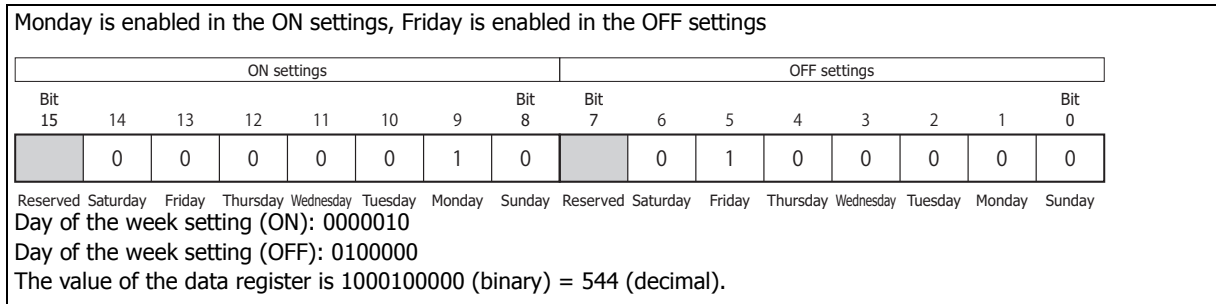 Monday is enabled in the ON settings, Friday is enabled in the OFF settings
ON settings OFF settings
Bit Bit Bit Bit
15 14 13 12 11 10 9 8 7 6 5 4 3 2 1 0
0 0 0 0 0 1 0 0 1 0 0 0 0 0
Reserved Saturday Friday Thursday Wednesday Tuesday Monday Sunday Reserved Saturday Friday Thursday Wednesday Tuesday Monday Sunday
Day of the week setting (ON): 0000010
Day of the week setting (OFF): 0100000
The value of the data register is 1000100000 (binary) = 544 (decimal).